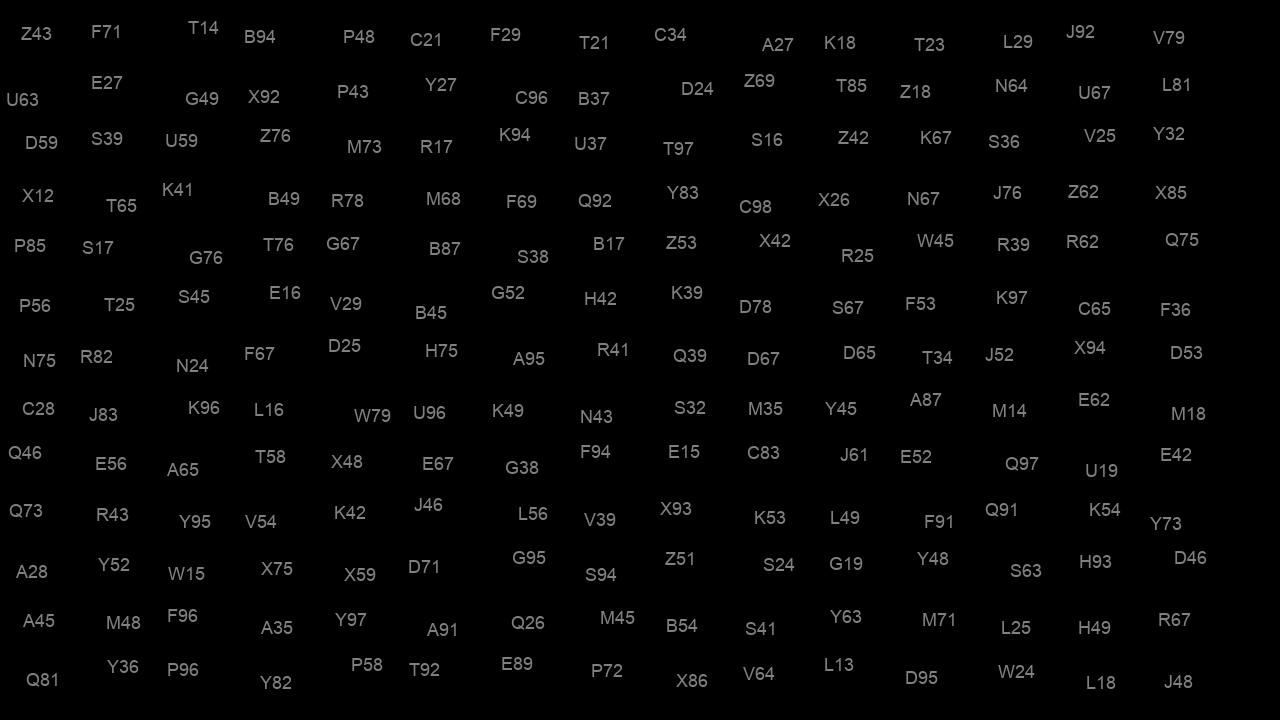 Z43 F71 T14 B94 P48 C21 F29 T21 C34 A27 K18 T23 L29 J92 V79
U63 E27 G49 X92 P43 Y27 C96 B37 D24 Z69 T85 Z18 N64 U67 L81
D59 S39 U59 Z76 M73 R17 K94 U37 T97 S16 Z42 K67 S36 V25 Y32
X12 T65 K41 B49 R78 M68 F69 Q92 Y83 C98 X26 N67 J76 Z62 X85
P85 S17 G76 T76 G67 B87 S38 B17 Z53 X42 R25 W45 R39 R62 Q75
P56 T25 S45 E16 V29 B45 G52 H42 K39 D78 S67 F53 K97 C65 F36
N75 R82 N24 F67 D25 H75 A95 R41 Q39 D67 D65 T34 J52 X94 D53
C28 J83 K96 L16 W79 U96 K49 N43 S32 M35 Y45 A87 M14 E62 M18
Q46 E56 A65 T58 X48 E67 G38 F94 E15 C83 J61 E52 Q97 U19 E42
Q73 R43 Y95 V54 K42 J46 L56 V39 X93 K53 L49 F91 Q91 K54 Y73
A28 Y52 W15 X75 X59 D71 G95 S94 Z51 S24 G19 Y48 S63 H93 D46
A45 M48 F96 A35 Y97 A91 Q26 M45 B54 S41 Y63 M71 L25 H49 R67
Q81 Y36 P96 Y82 P58 T92 E89 P72 X86 V64 L13 D95 W24 L18 J48